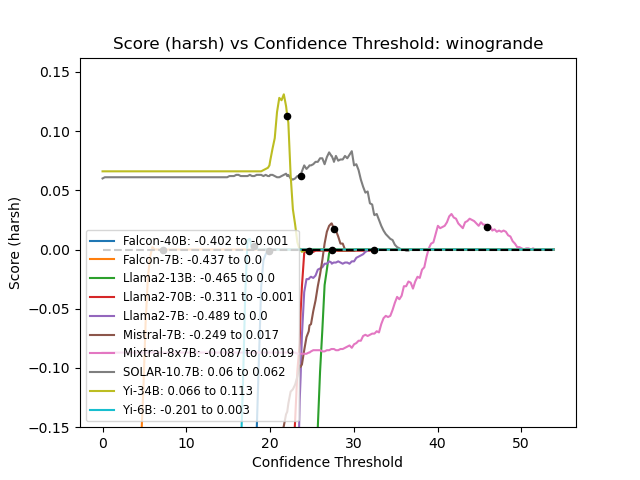 Score (harsh) vs Confidence Threshold: winogrande
0.15
0.10
0.05
0.00
−0.05
−0.10
−0.15
Score (harsh)
Falcon-40B: -0.402 to -0.001
Falcon-7B: -0.437 to 0.0
Llama2-13B: -0.465 to 0.0
Llama2-70B: -0.311 to -0.001
Llama2-7B: -0.489 to 0.0
Mistral-7B: -0.249 to 0.017
Mixtral-8x7B: -0.087 to 0.019
SOLAR-10.7B: 0.06 to 0.062
Yi-34B: 0.066 to 0.113
Yi-6B: -0.201 to 0.003
0 10 20 30 40 50
Confidence Threshold